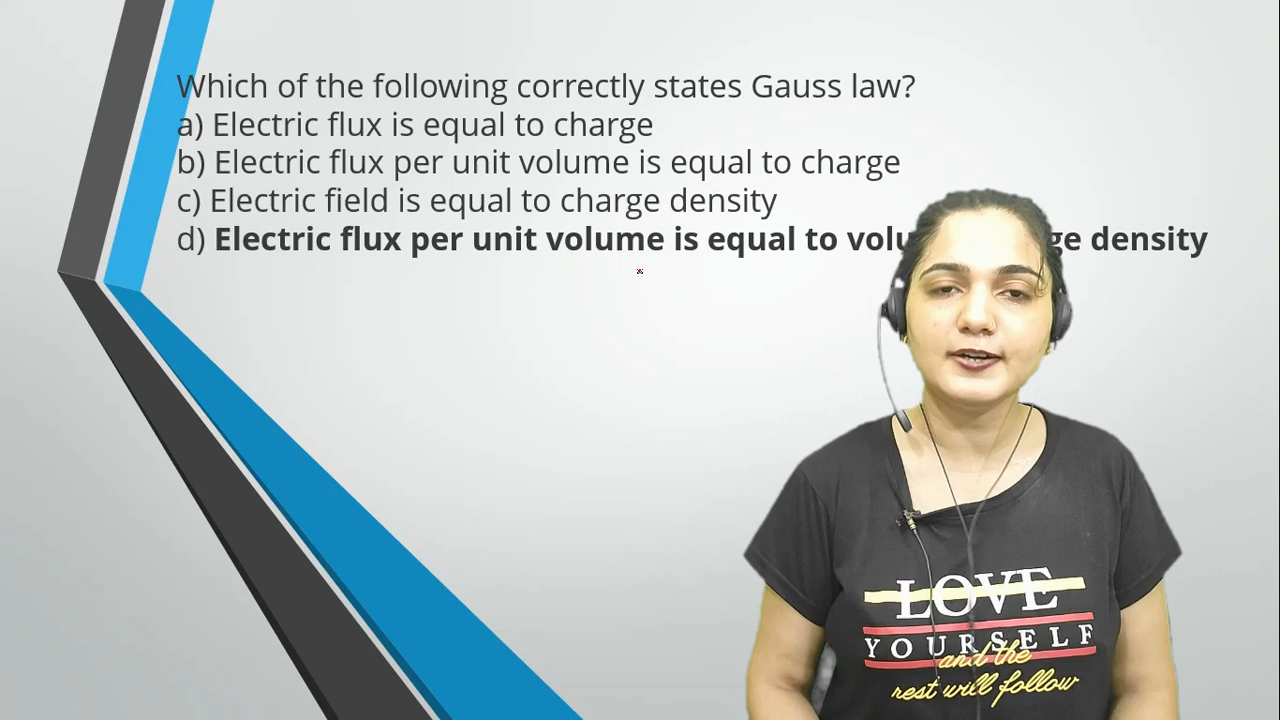 Which of the following correctly states Gauss law?
a) Electric flux is equal to charge
b) Electric flux per unit volume is equal to charge
c) Electric field is equal to charge density
d) Electric flux per unit volume is equal to density
LOVE
YOURSELF
and the
rest will follow